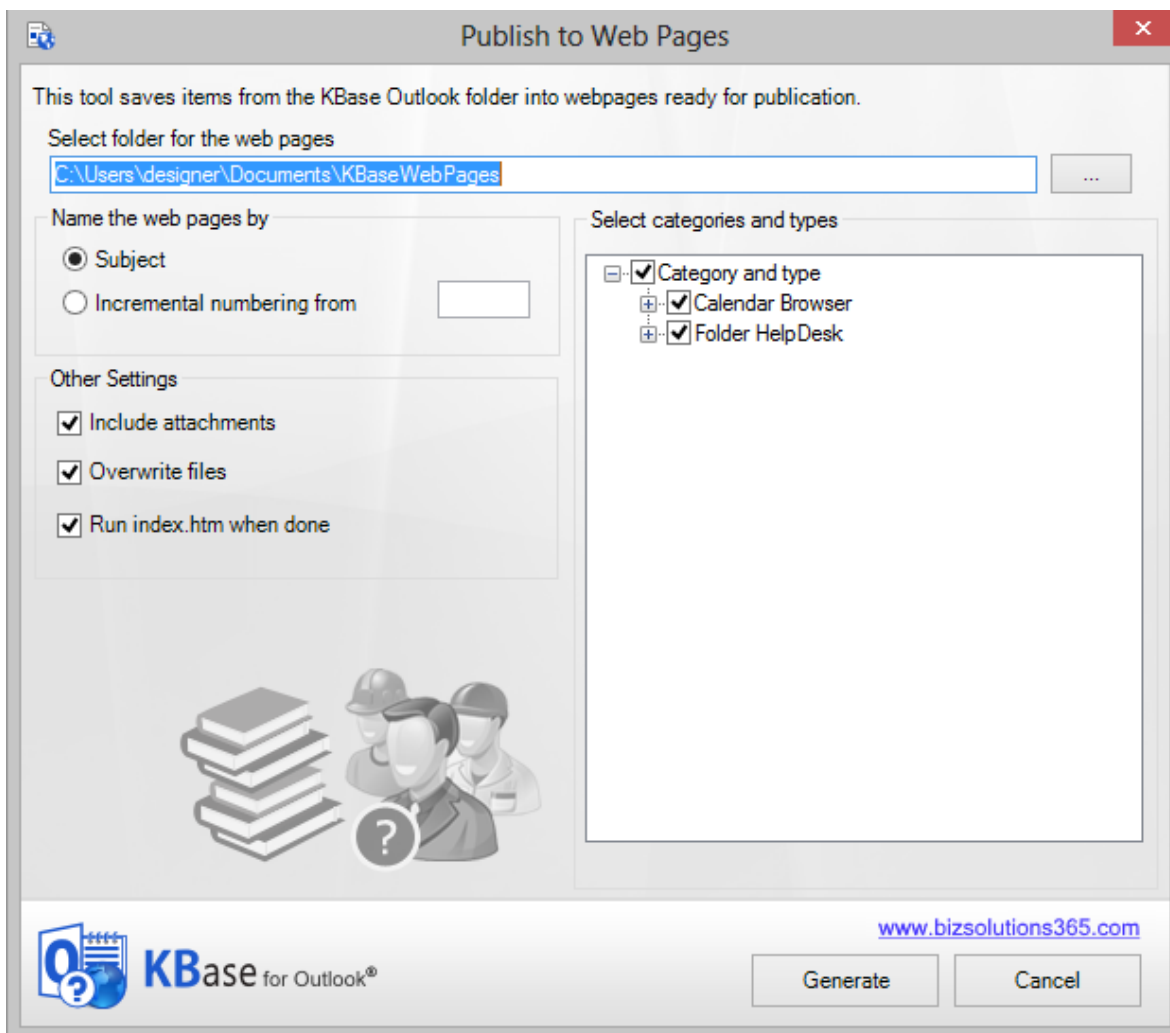 Publish to Web Pages
This tool saves items from the KBase Outlook folder into webpages ready for publication.
Select folder for the web pages
C:\Users\designer\Documents\KBaseWebPages
...
Name the web pages by
Subject
Incremental numbering from
Select categories and types
Category and type
Calendar Browser
Folder HelpDesk
Other Settings
Include attachments
Overwrite files
Run index.htm when done
?
www.bizsolutions365.com
O?
KBase for Outlook®
Generate
Cancel